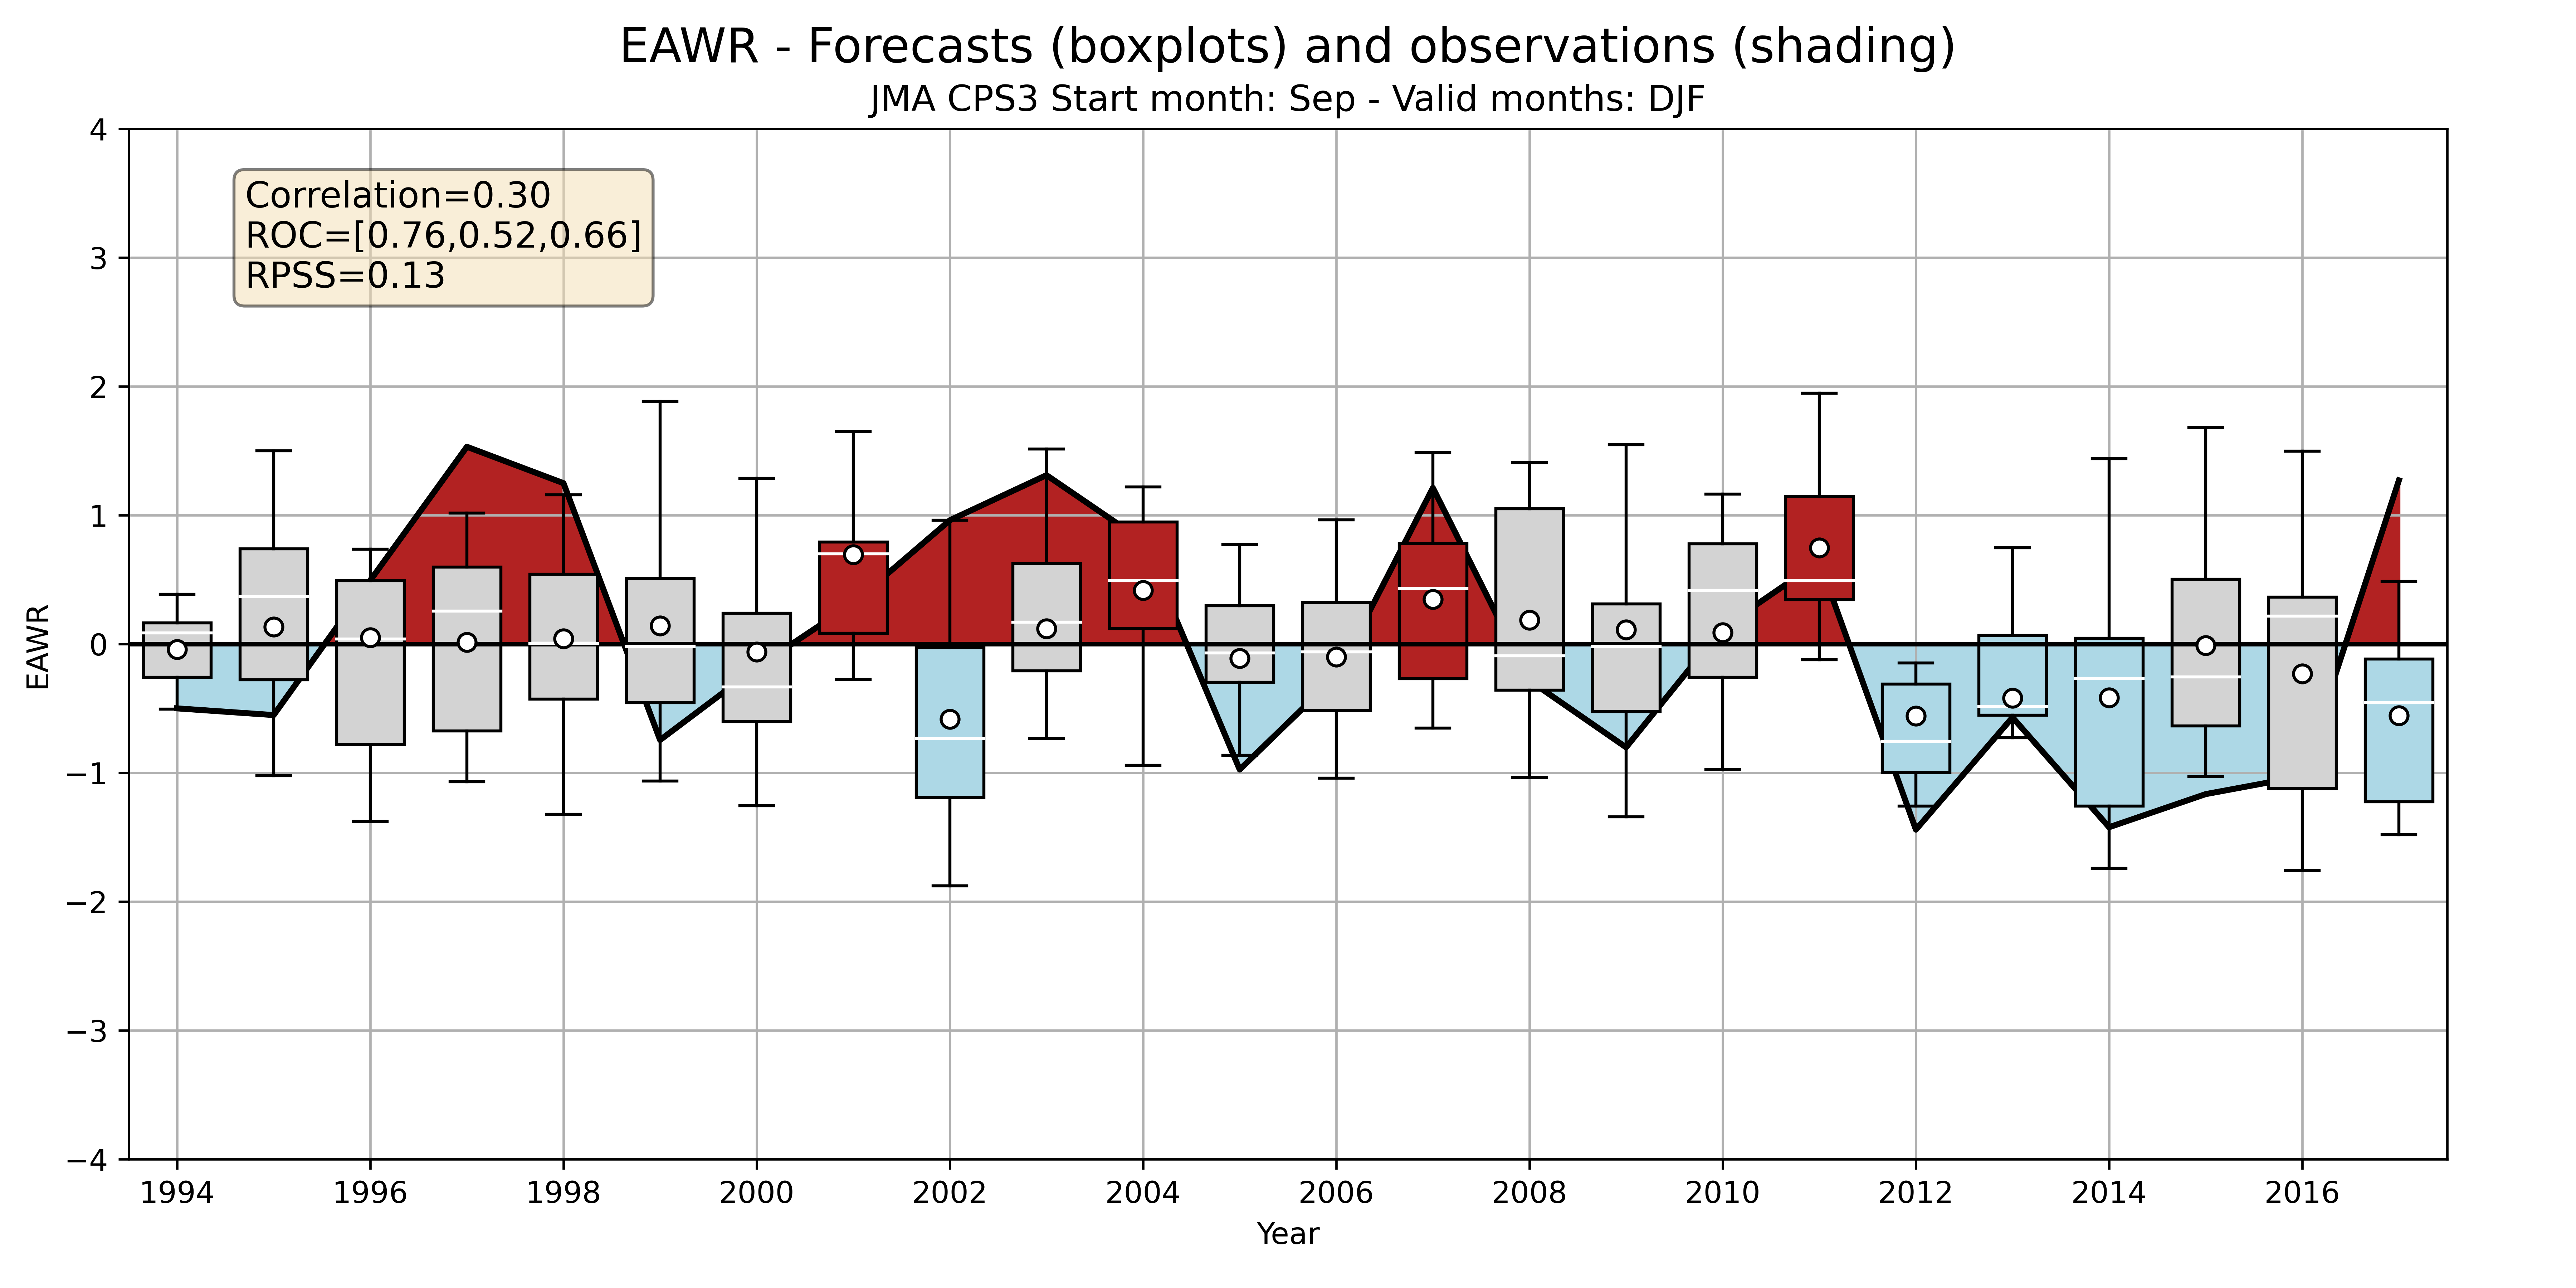 EAWR - Forecasts (boxplots) and observations (shading)
JMA CPS3 Start month: Sep - Valid months: DJF
Correlation=0.30
ROC=[0.76,0.52,0.66]
RPSS=0.13
EAWR
4
3
2
1
0
−1
−2
−3
−4
1994 1996 1998 2000 2002 2004 2006 2008 2010 2012 2014 2016
Year